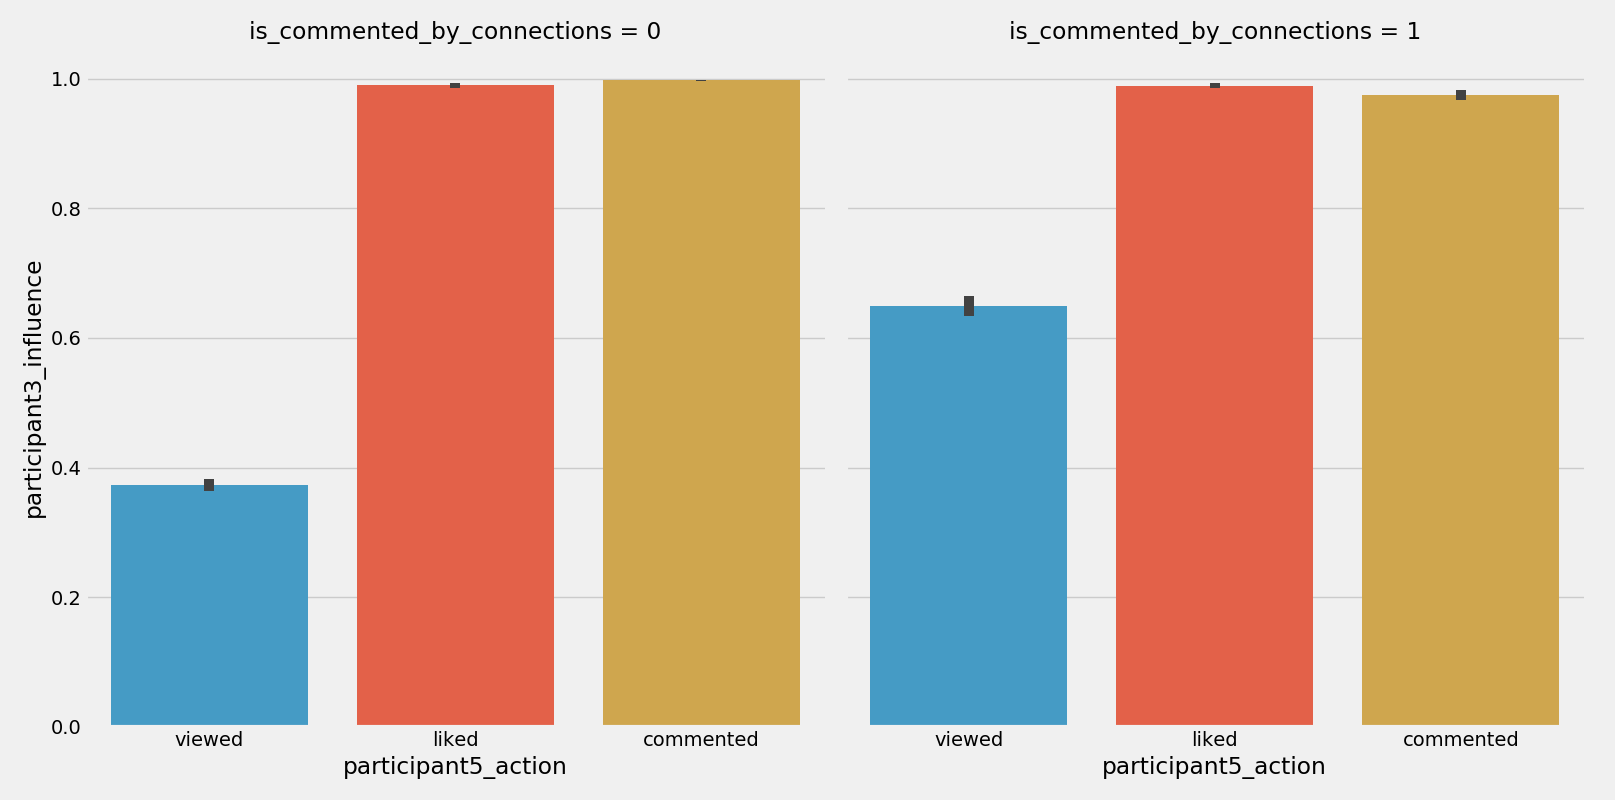 is_commented_by_connections = 0
is_commented_by_connections = 1
participant3_influence
1.0
0.8
0.6
0.4
0.2
0.0
viewed
liked
commented
viewed
liked
commented
participant5_action
participant5_action